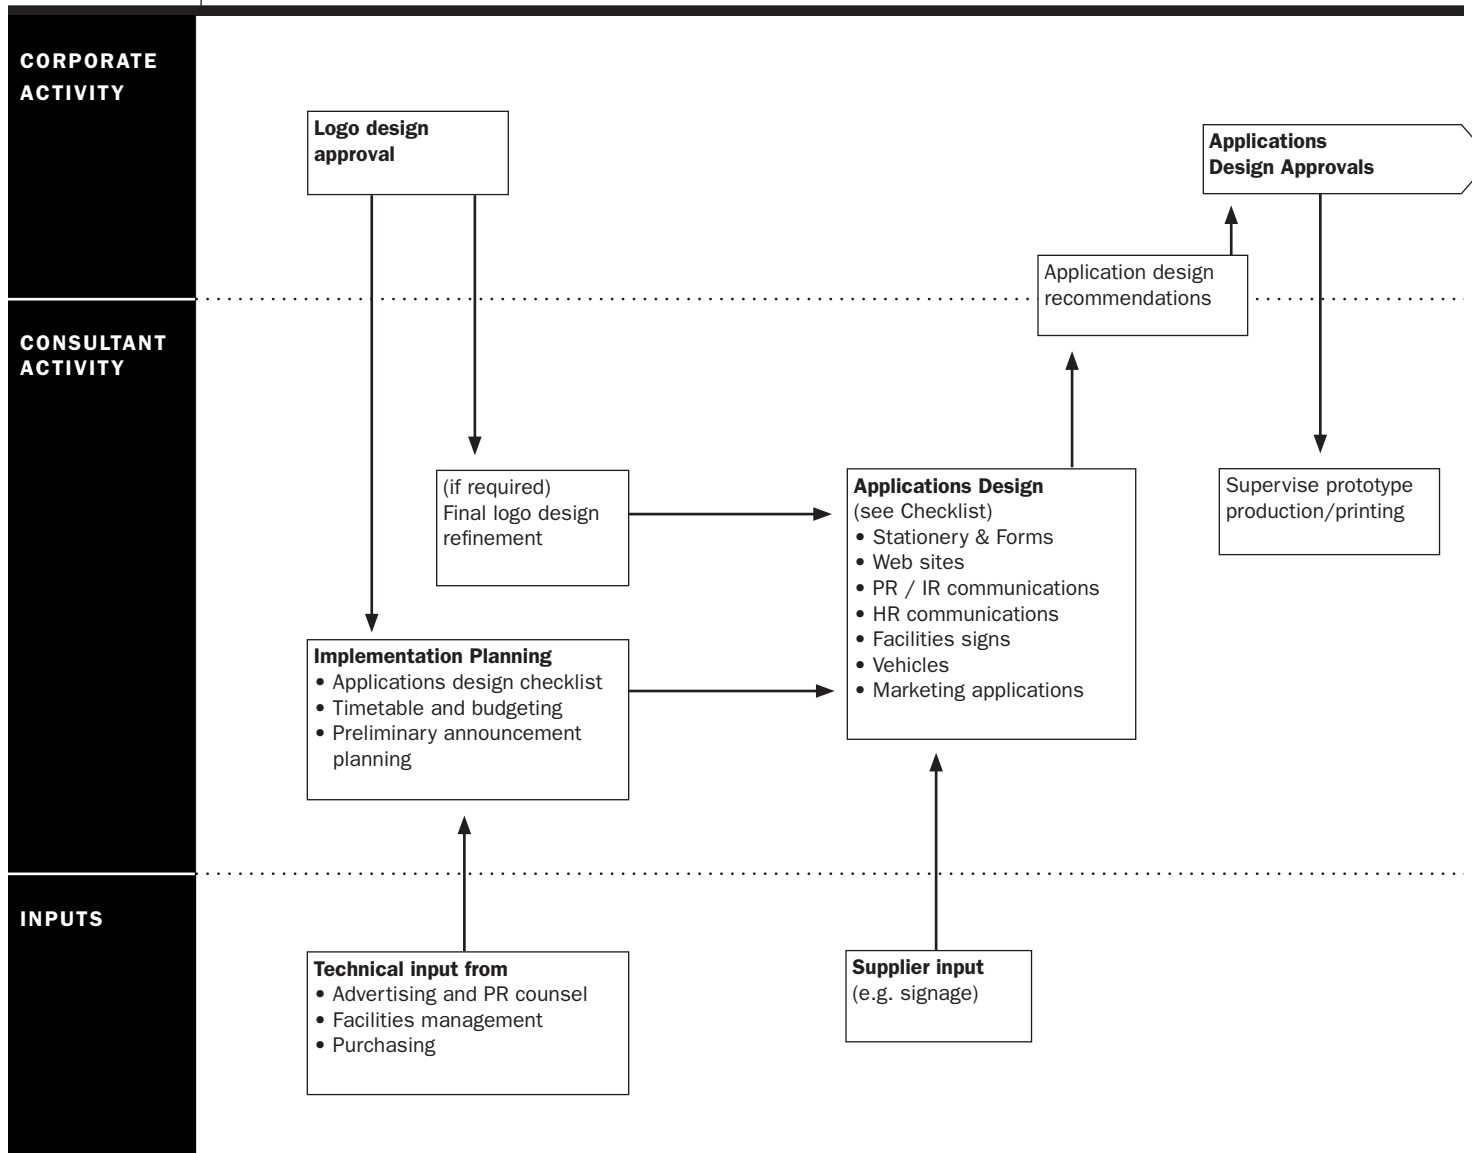 CORPORATE
ACTIVITY
Logo design
approval
Applications
Design Approvals
Application design
recommendations
CONSULTANT
ACTIVITY
(if required)
Final logo design
refinement
Applications Design
(see Checklist)
• Stationery & Forms
• Web sites
• PR / IR communications
• HR communications
• Facilities signs
• Vehicles
• Marketing applications
Supervise prototype
production/printing
Implementation Planning
• Applications design checklist
• Timetable and budgeting
• Preliminary announcement
planning
INPUTS
Technical input from
• Advertising and PR counsel
• Facilities management
• Purchasing
Supplier input
(e.g. signage)